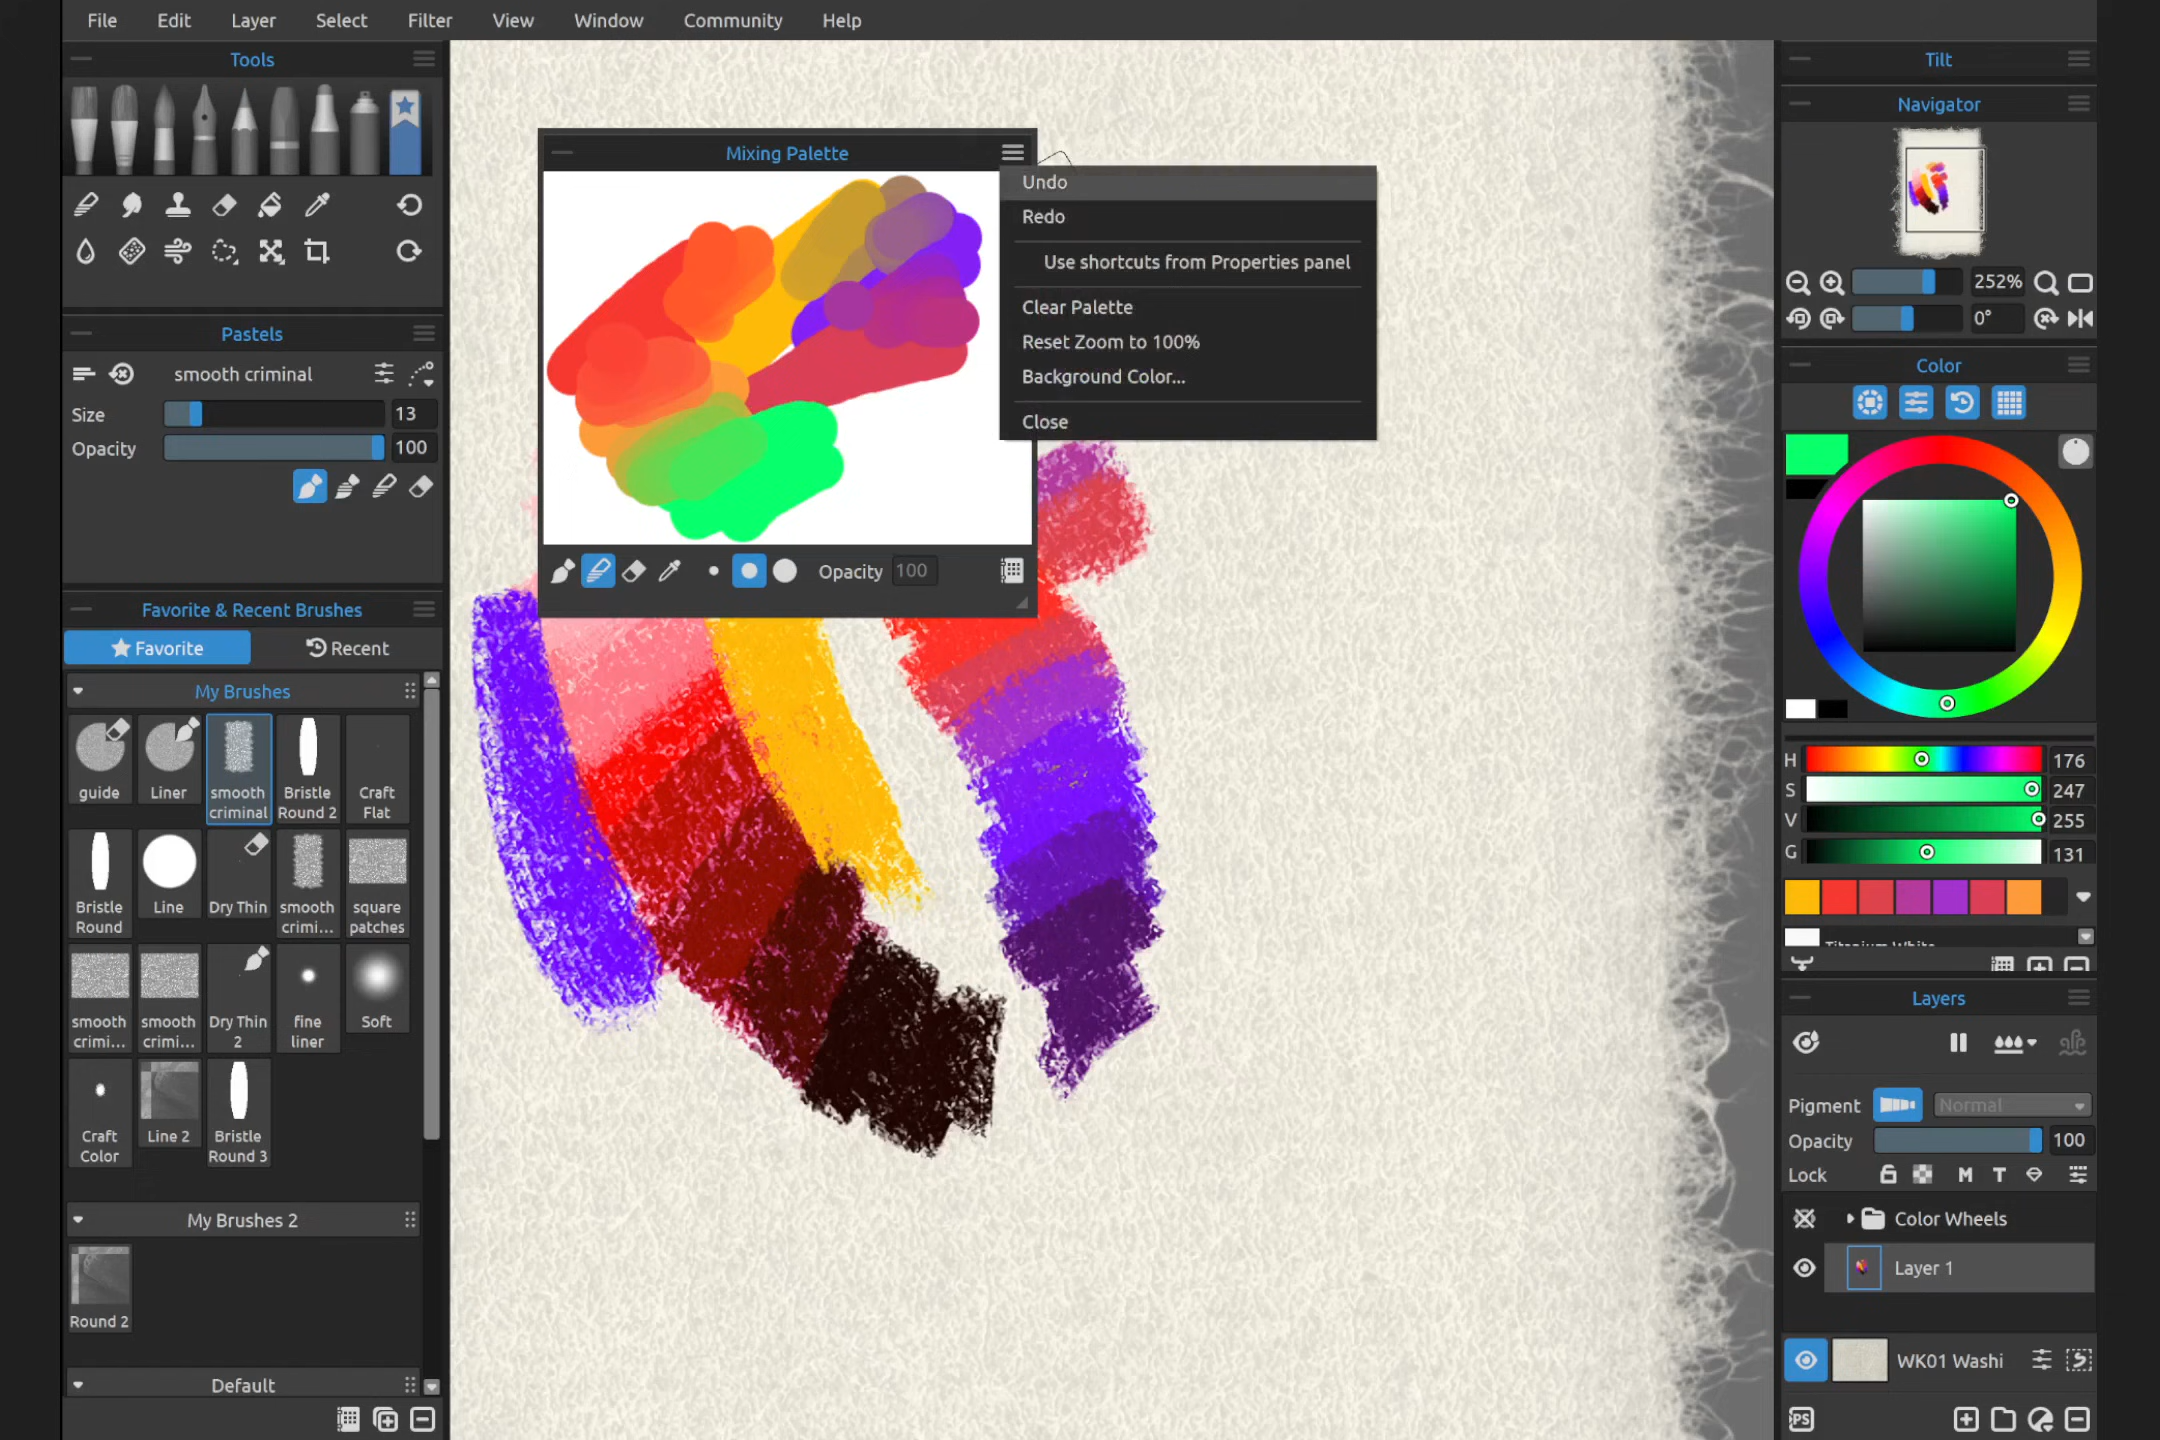 File Edit Layer Select Filter View Window Community Help
Tools
Pastels
smooth criminal
Size 13
Opacity 100
Favorite & Recent Brushes
Favorite Recent
My Brushes
guide Liner smooth criminal Bristle Round 2 Craft Flat
Bristle Round Line Dry Thin smooth crimi... square patches
smooth crimi... smooth crimi... Dry Thin 2 fine liner Soft
Craft Color Line 2 Bristle Round 3
My Brushes 2
Round 2
Default
Mixing Palette
Opacity 100
Undo
Redo
Use shortcuts from Properties panel
Clear Palette
Reset Zoom to 100%
Background Color...
Close
Tilt
Navigator
252%
0°
Color
H 176
S 247
V 255
G 131
Titanium White
Layers
Pigment Normal
Opacity 100
Lock M T
Color Wheels
Layer 1
WK01 Washi
PS